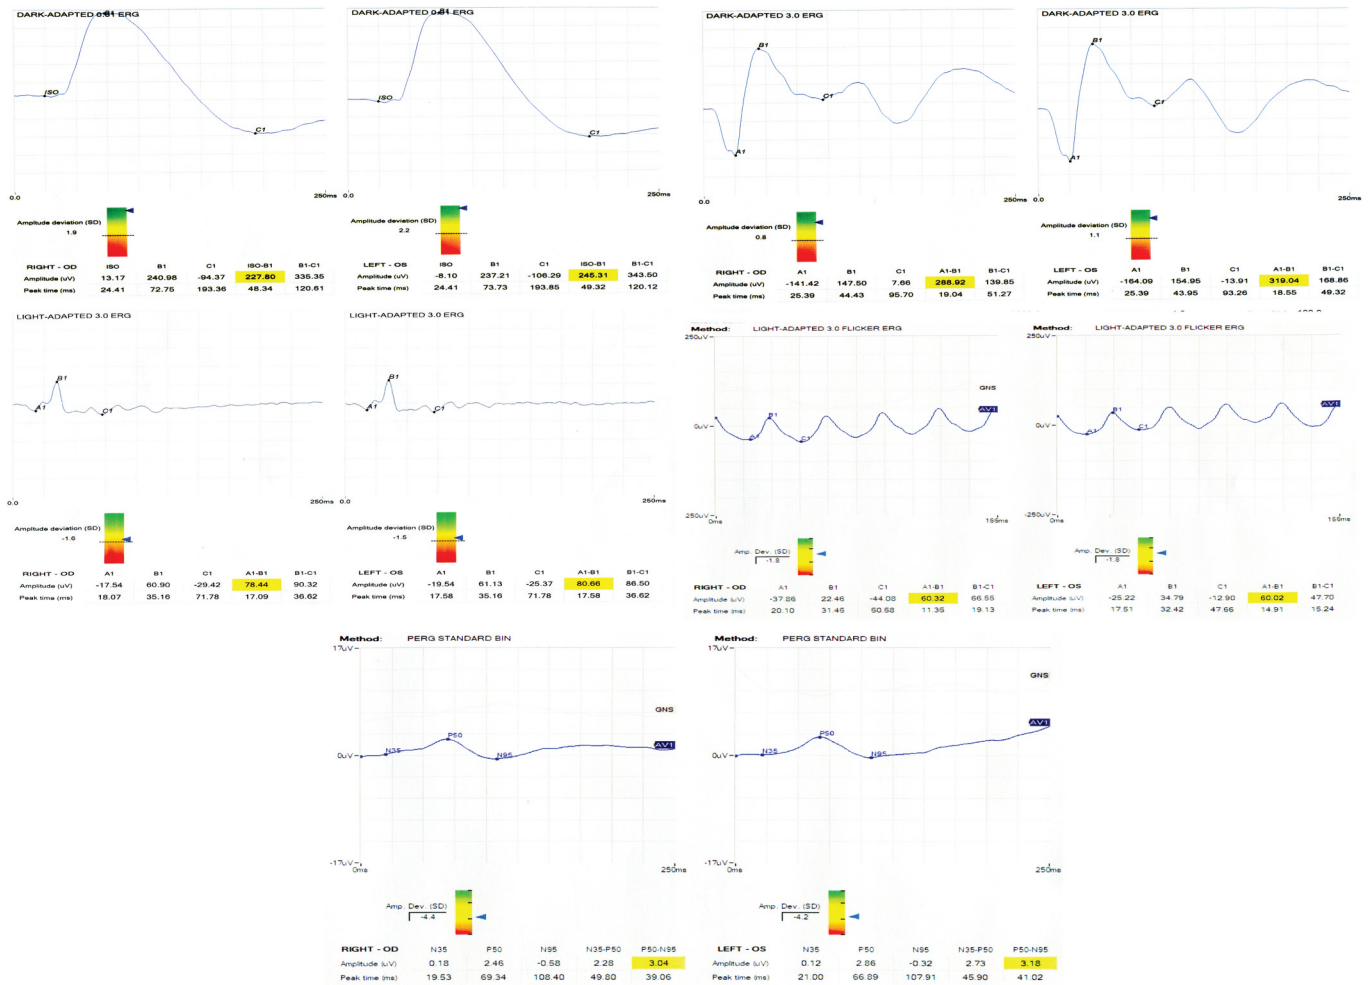 DARK-ADAPTED 0.01 ERG
B1
ISO
C1
0.0 250ms
Amplitude deviation (SD)
1.9
RIGHT - OD ISO B1 C1 ISO-B1 B1-C1
Amplitude (uV) 13.17 240.98 -94.37 227.80 335.35
Peak time (ms) 24.41 72.75 193.36 48.34 120.61
DARK-ADAPTED 0.01 ERG
B1
ISO
C1
250ms
Amplitude deviation (SD)
2.2
LEFT - OS ISO B1 C1 ISO-B1 B1-C1
Amplitude (uV) -8.10 237.21 -106.29 245.31 343.50
Peak time (ms) 24.41 73.73 193.85 49.32 120.12
DARK-ADAPTED 3.0 ERG
B1
C1
A1
0.0 250ms
Amplitude deviation (SD)
0.8
RIGHT - OD A1 B1 C1 A1-B1 B1-C1
Amplitude (uV) -141.42 147.50 7.66 288.92 139.85
Peak time (ms) 25.39 44.43 95.70 19.04 51.27
DARK-ADAPTED 3.0 ERG
B1
C1
A1
250ms
Amplitude deviation (SD)
1.1
LEFT - OS A1 B1 C1 A1-B1 B1-C1
Amplitude (uV) -164.09 154.95 -13.91 319.04 168.86
Peak time (ms) 25.39 43.95 93.26 18.55 49.32
LIGHT-ADAPTED 3.0 ERG
B1
A1
C1
0.0 250ms
Amplitude deviation (SD)
-1.6
RIGHT - OD A1 B1 C1 A1-B1 B1-C1
Amplitude (uV) -17.54 60.90 -29.42 78.44 90.32
Peak time (ms) 18.07 35.16 71.78 17.09 36.62
LIGHT-ADAPTED 3.0 ERG
B1
A1
C1
0.0 250ms
Amplitude deviation (SD)
-1.5
LEFT - OS A1 B1 C1 A1-B1 B1-C1
Amplitude (uV) -19.54 61.13 -25.37 80.66 86.50
Peak time (ms) 17.58 35.16 71.78 17.58 36.62
Method: LIGHT-ADAPTED 3.0 FLICKER ERG
250uV
GNS
AV1
B1
0uV
A1
C1
-250uV
0ms 155ms
Amp. Dev. (SD)
-1.8
RIGHT - OD A1 B1 C1 A1-B1 B1-C1
Amplitude (uV) -37.86 22.46 -44.08 60.32 66.55
Peak time (ms) 20.10 31.45 50.58 11.35 19.13
Method: LIGHT-ADAPTED 3.0 FLICKER ERG
250uV
GNS
AV1
B1
0uV
A1
C1
-250uV
0ms 155ms
Amp. Dev. (SD)
-1.8
LEFT - OS A1 B1 C1 A1-B1 B1-C1
Amplitude (uV) -25.22 34.79 -12.90 60.02 47.70
Peak time (ms) 17.51 32.42 47.66 14.91 15.24
Method: PERG STANDARD BIN
17uV
GNS
P50
AV1
N35
0uV
N95
-17uV
0ms 250ms
Amp. Dev. (SD)
-4.4
RIGHT - OD N35 P50 N95 N35-P50 P50-N95
Amplitude (uV) 0.18 2.46 -0.58 2.28 3.04
Peak time (ms) 19.53 69.34 108.40 49.80 39.06
Method: PERG STANDARD BIN
17uV
GNS
AV1
P50
N35
0uV
N95
-17uV
0ms 250ms
Amp. Dev. (SD)
-4.2
LEFT - OS N35 P50 N95 N35-P50 P50-N95
Amplitude (uV) 0.12 2.86 -0.32 2.73 3.18
Peak time (ms) 21.00 66.89 107.91 45.90 41.02